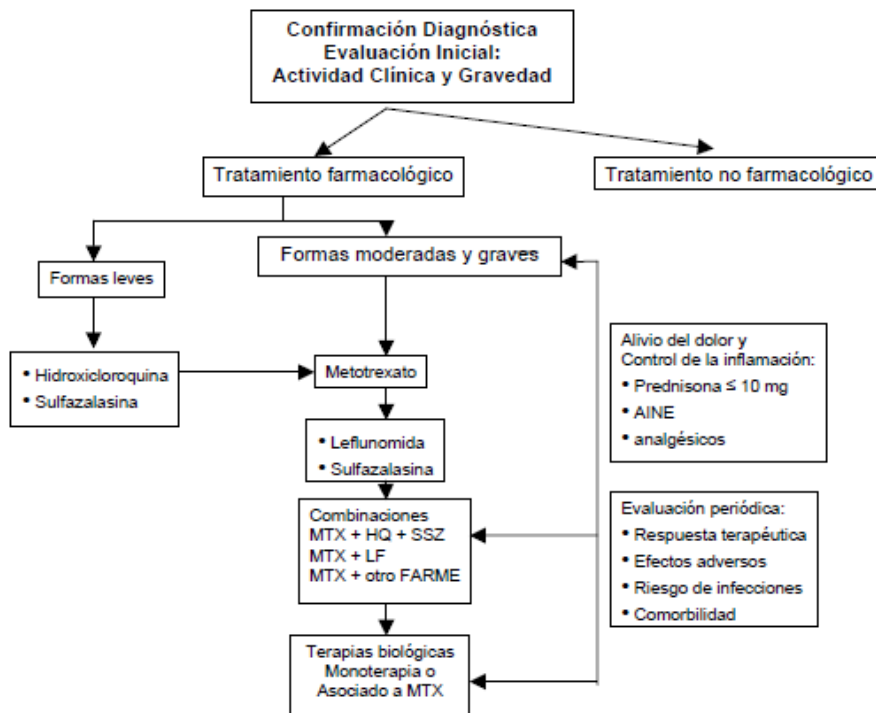 Confirmación Diagnóstica
Evaluación Inicial:
Actividad Clínica y Gravedad
Tratamiento farmacológico
Tratamiento no farmacológico
Formas leves
Formas moderadas y graves
• Hidroxicloroquina
• Sulfazalasina
Metotrexato
• Leflunomida
• Sulfazalasina
Combinaciones
MTX + HQ + SSZ
MTX + LF
MTX + otro FARME
Terapias biológicas
Monoterapia o
Asociado a MTX
Alivio del dolor y
Control de la inflamación:
• Prednisona ≤ 10 mg
• AINE
• analgésicos
Evaluación periódica:
• Respuesta terapéutica
• Efectos adversos
• Riesgo de infecciones
• Comorbilidad